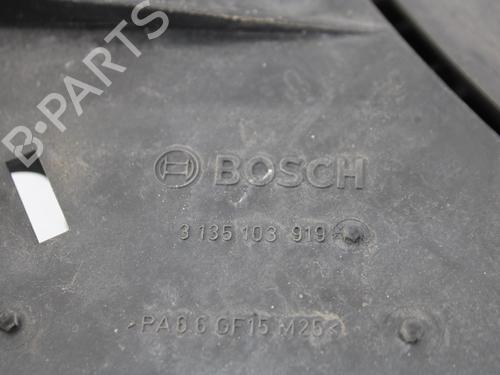 B-PARTS
BOSCH
3 135 103 919
>PA 6.6 GF15 M25<